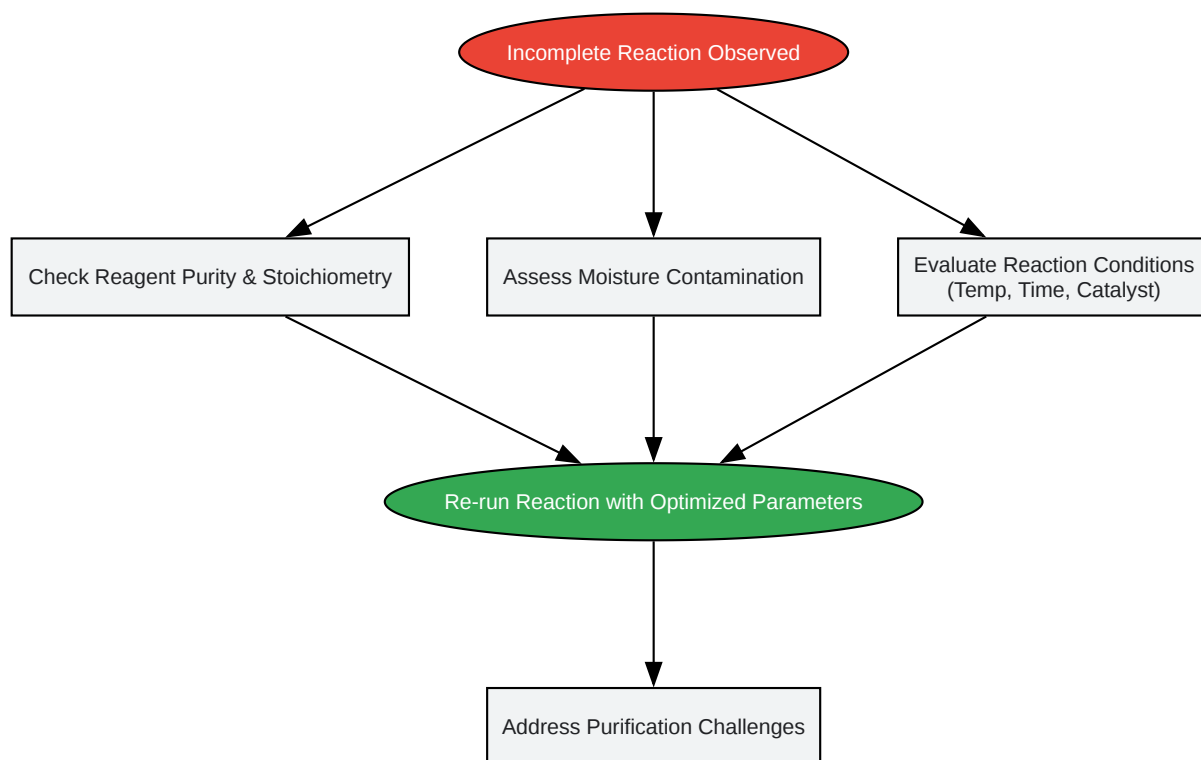 Incomplete Reaction Observed
Check Reagent Purity & Stoichiometry
Assess Moisture Contamination
Evaluate Reaction Conditions
(Temp, Time, Catalyst)
Re-run Reaction with Optimized Parameters
Address Purification Challenges